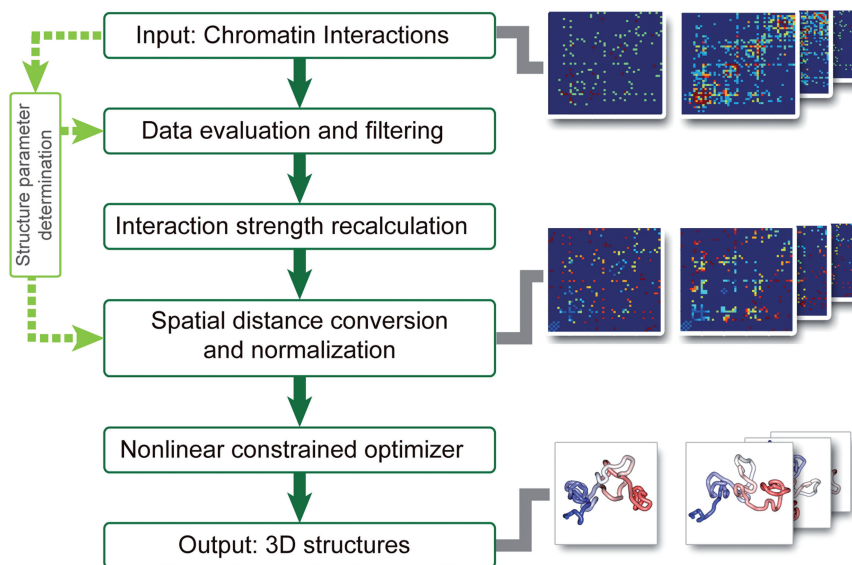 Input: Chromatin Interactions
Structure parameter
determination
Data evaluation and filtering
Interaction strength recalculation
Spatial distance conversion
and normalization
Nonlinear constrained optimizer
Output: 3D structures